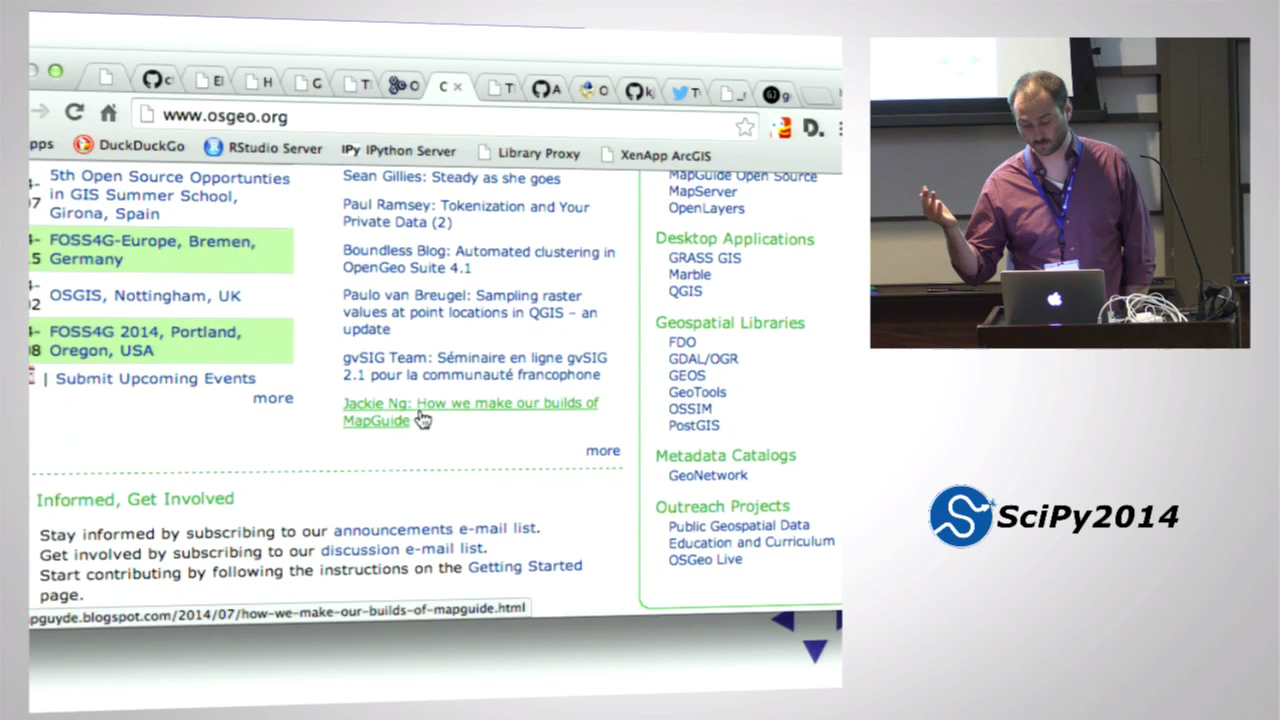 www.osgeo.org
pps
DuckDuckGo
RStudio Server
IPy IPython Server
Library Proxy
XenApp ArcGIS
D.
5th Open Source Opportunties
in GIS Summer School,
Girona, Spain
FOSS4G-Europe, Bremen,
Germany
OSGIS, Nottingham, UK
FOSS4G 2014, Portland,
Oregon, USA
| Submit Upcoming Events
more
Sean Gillies: Steady as she goes
Paul Ramsey: Tokenization and Your
Private Data (2)
Boundless Blog: Automated clustering in
OpenGeo Suite 4.1
Paulo van Breugel: Sampling raster
values at point locations in QGIS – an
update
gvSIG Team: Séminaire en ligne gvSIG
2.1 pour la communauté francophone
Jackie Ng: How we make our builds of
MapGuide
more
MapGuide Open Source
MapServer
OpenLayers
Desktop Applications
GRASS GIS
Marble
QGIS
Geospatial Libraries
FDO
GDAL/OGR
GEOS
GeoTools
OSSIM
PostGIS
Metadata Catalogs
GeoNetwork
Outreach Projects
Public Geospatial Data
Education and Curriculum
OSGeo Live
Informed, Get Involved
Stay informed by subscribing to our announcements e-mail list.
Get involved by subscribing to our discussion e-mail list.
Start contributing by following the instructions on the Getting Started
page.
pguyde.blogspot.com/2014/07/how-we-make-our-builds-of-mapguide.html
SciPy2014